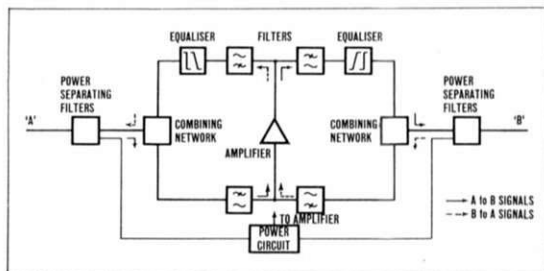 EQUALISER FILTERS EQUALISER
POWER
SEPARATING
FILTERS
POWER
SEPARATING
FILTERS
'A'
'B'
COMBINING
NETWORK
COMBINING
NETWORK
AMPLIFIER
A to B SIGNALS
B to A SIGNALS
TO AMPLIFIER
POWER
CIRCUIT